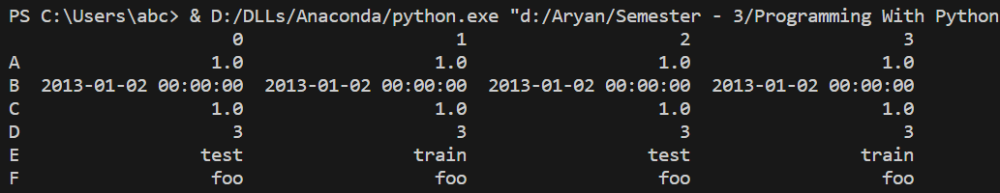 PS C:\Users\abc> & D:/DLLs/Anaconda/python.exe "d:/Aryan/Semester - 3/Programming With Python
0 1 2 3
A 1.0 1.0 1.0 1.0
B 2013-01-02 00:00:00 2013-01-02 00:00:00 2013-01-02 00:00:00 2013-01-02 00:00:00
C 1.0 1.0 1.0 1.0
D 3 3 3 3
E test train test train
F foo foo foo foo